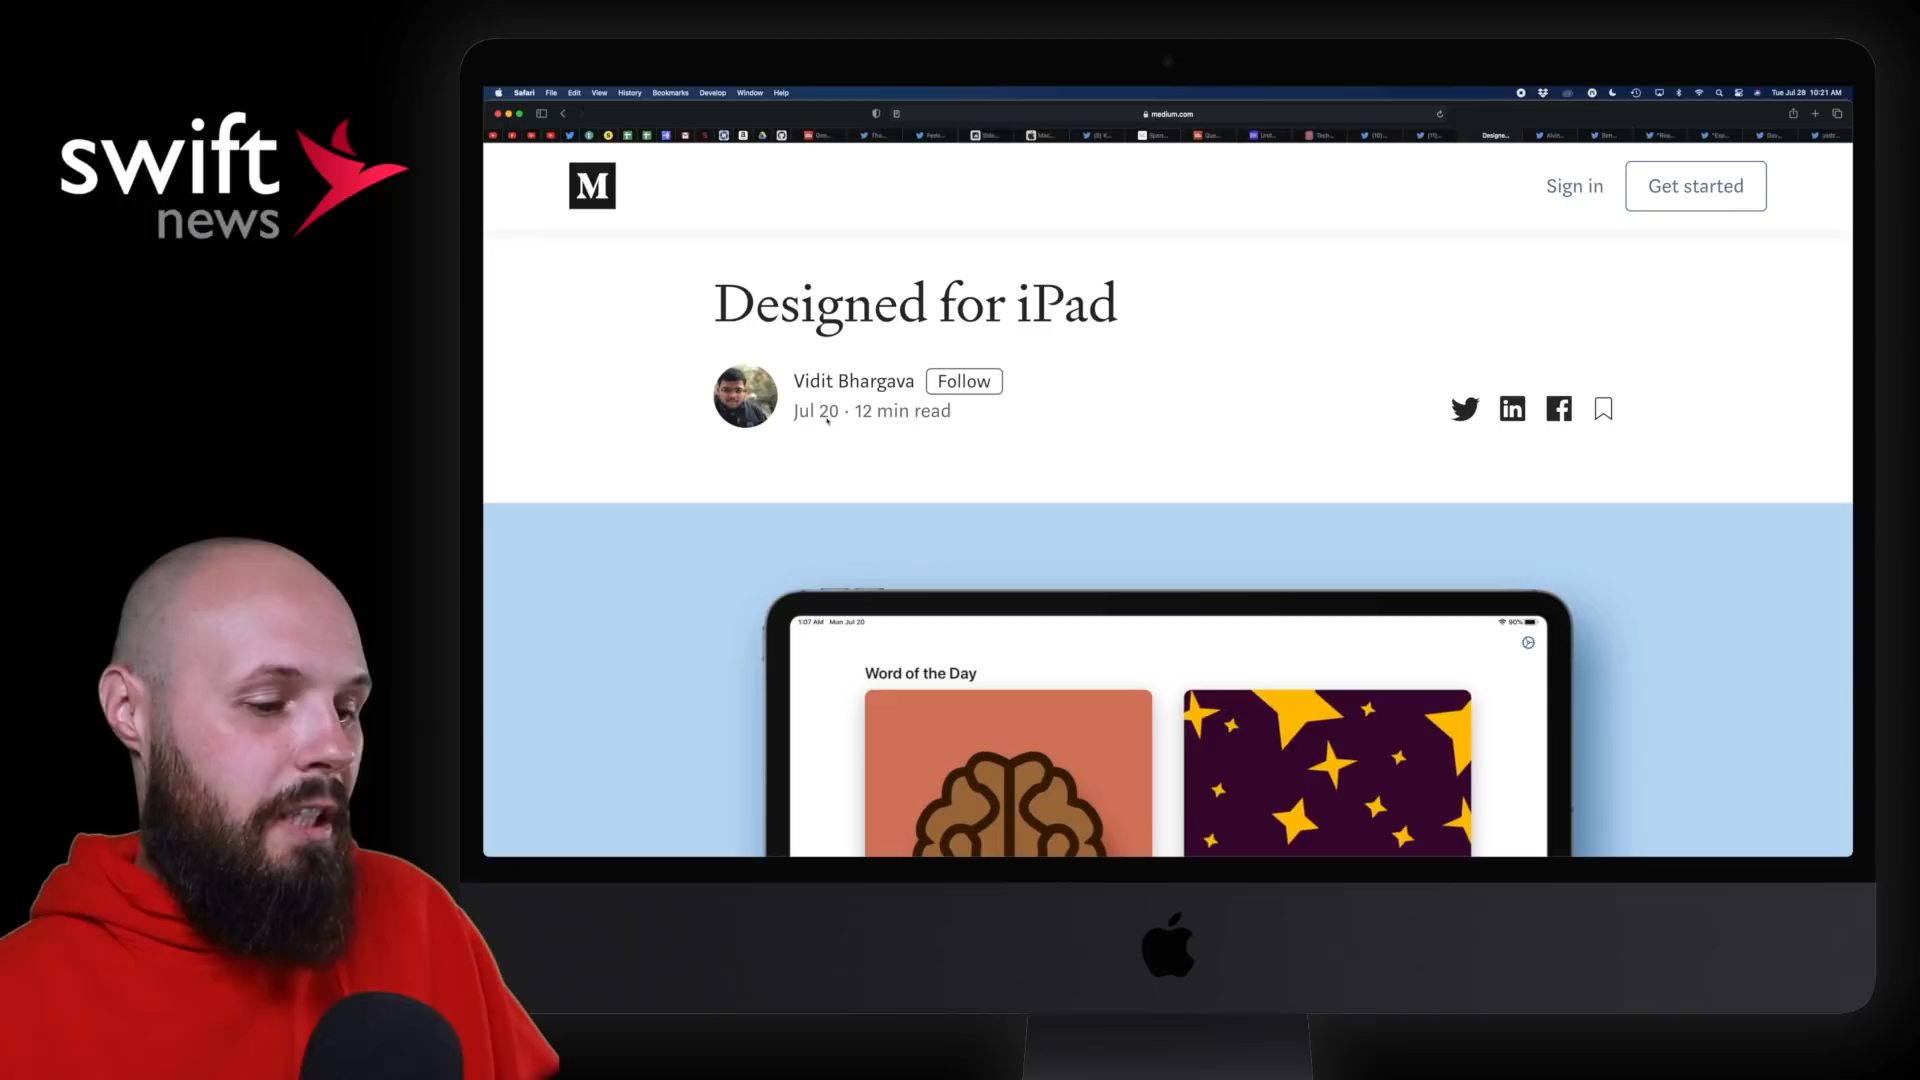 swift
news
Safari File Edit View History Bookmarks Develop Window Help
Tue Jul 28 10:21 AM
medium.com
Designe...
M
Sign in
Get started
Designed for iPad
Vidit Bhargava
Follow
Jul 20 · 12 min read
1:07 AM Mon Jul 20
90%
Word of the Day